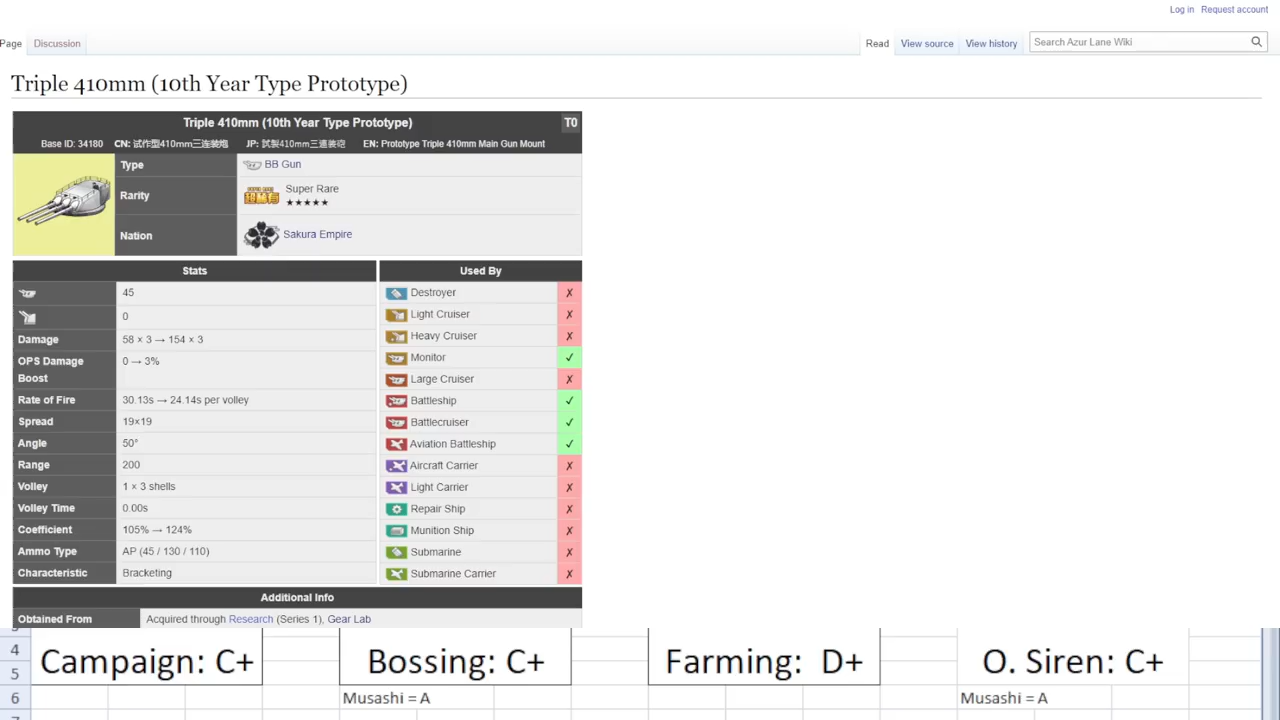 Log in Request account
Page Discussion Read View source View history Search Azur Lane Wiki
Triple 410mm (10th Year Type Prototype)
Triple 410mm (10th Year Type Prototype) T0
Base ID: 34180 CN: 试作型410mm三连装炮 JP: 試製410mm三連装砲 EN: Prototype Triple 410mm Main Gun Mount
Type BB Gun
Rarity Super Rare
★★★★★
Nation Sakura Empire
Stats
45
0
Damage 58 × 3 → 154 × 3
OPS Damage Boost 0 → 3%
Rate of Fire 30.13s → 24.14s per volley
Spread 19×19
Angle 50°
Range 200
Volley 1 × 3 shells
Volley Time 0.00s
Coefficient 105% → 124%
Ammo Type AP (45 / 130 / 110)
Characteristic Bracketing
Used By
Destroyer ✗
Light Cruiser ✗
Heavy Cruiser ✗
Monitor ✓
Large Cruiser ✗
Battleship ✓
Battlecruiser ✓
Aviation Battleship ✓
Aircraft Carrier ✗
Light Carrier ✗
Repair Ship ✗
Munition Ship ✗
Submarine ✗
Submarine Carrier ✗
Additional Info
Obtained From Acquired through Research (Series 1), Gear Lab
4 Campaign: C+ Bossing: C+ Farming: D+ O. Siren: C+
5
6 Musashi = A Musashi = A